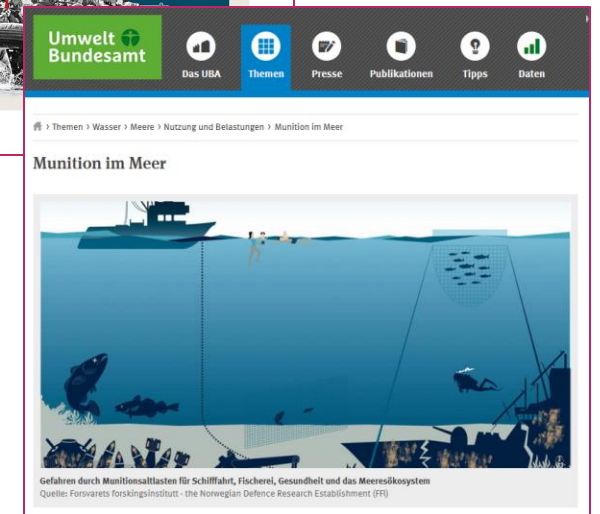 Umwelt
Bundesamt
Das UBA
Themen
Presse
Publikationen
Tipps
Daten
> Themen > Wasser > Meere > Nutzung und Belastungen > Munition im Meer
Munition im Meer
Gefahren durch Munitionsaltlasten für Schifffahrt, Fischerei, Gesundheit und das Meeresökosystem
Quelle: Forsvarets forskingsinstitutt - the Norwegian Defence Research Establishment (FFI)